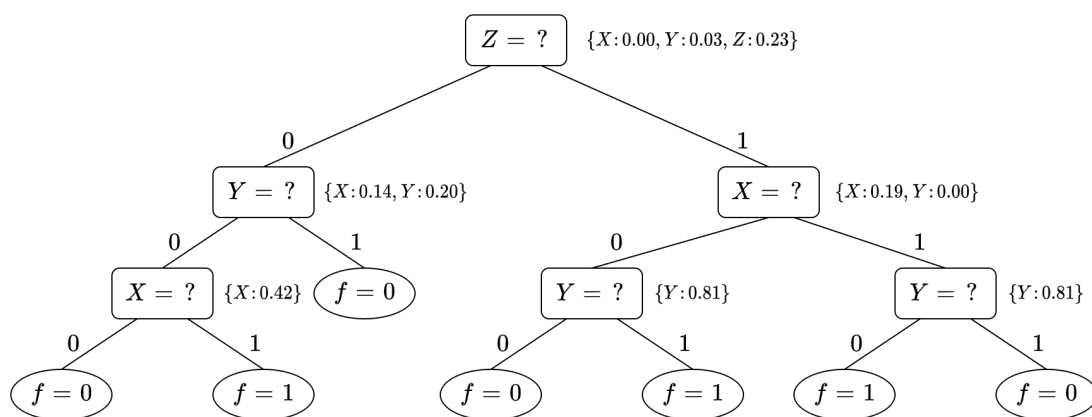 Z = ? {X:0.00, Y:0.03, Z:0.23}
0 1
Y = ? {X:0.14, Y:0.20} X = ? {X:0.19, Y:0.00}
0 1 0 1
X = ? {X:0.42} f = 0 Y = ? {Y:0.81} Y = ? {Y:0.81}
0 1 0 1 0 1
f = 0 f = 1 f = 0 f = 1 f = 1 f = 0